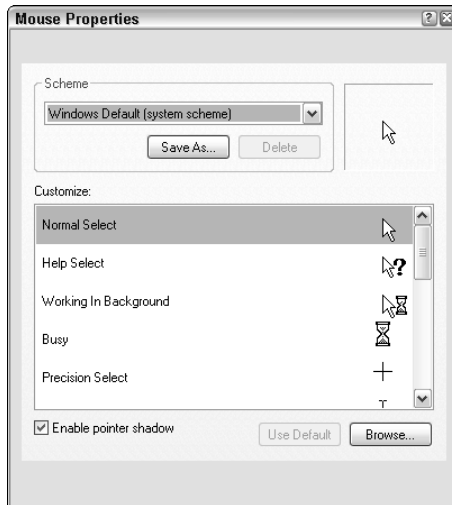 Mouse Properties
Scheme
Windows Default (system scheme)
Save As...
Delete
Customize:
Normal Select
Help Select
Working In Background
Busy
Precision Select
Enable pointer shadow
Use Default
Browse...